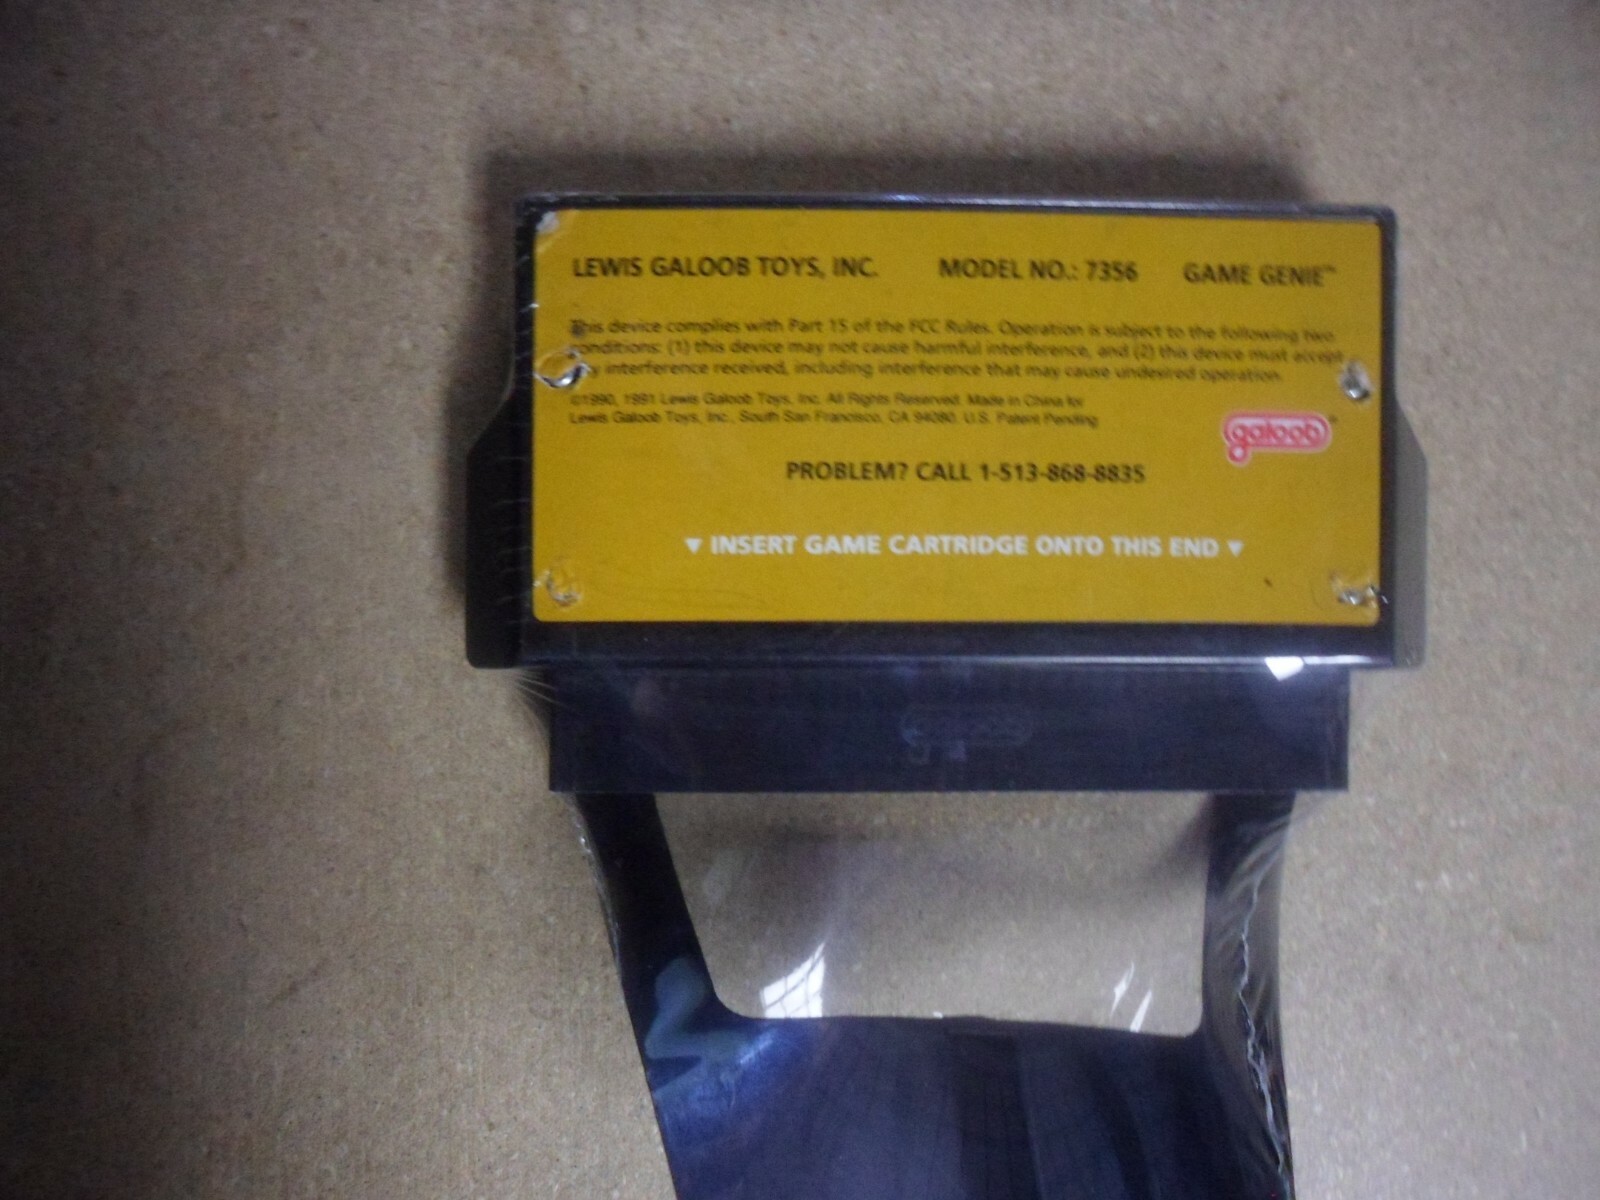 LEWIS GALOOB TOYS, INC. MODEL NO.: 7356 GAME GENIE™
This device complies with Part 15 of the FCC Rules. Operation is subject to the following two
conditions: (1) this device may not cause harmful interference, and (2) this device must accept
interference received, including interference that may cause undesired operation.
©1990, 1991 Lewis Galoob Toys, Inc. All Rights Reserved. Made in China for
Lewis Galoob Toys, Inc., South San Francisco, CA 94080. U.S. Patent Pending
galoob®
PROBLEM? CALL 1-513-868-8835
▼ INSERT GAME CARTRIDGE ONTO THIS END ▼
galoob